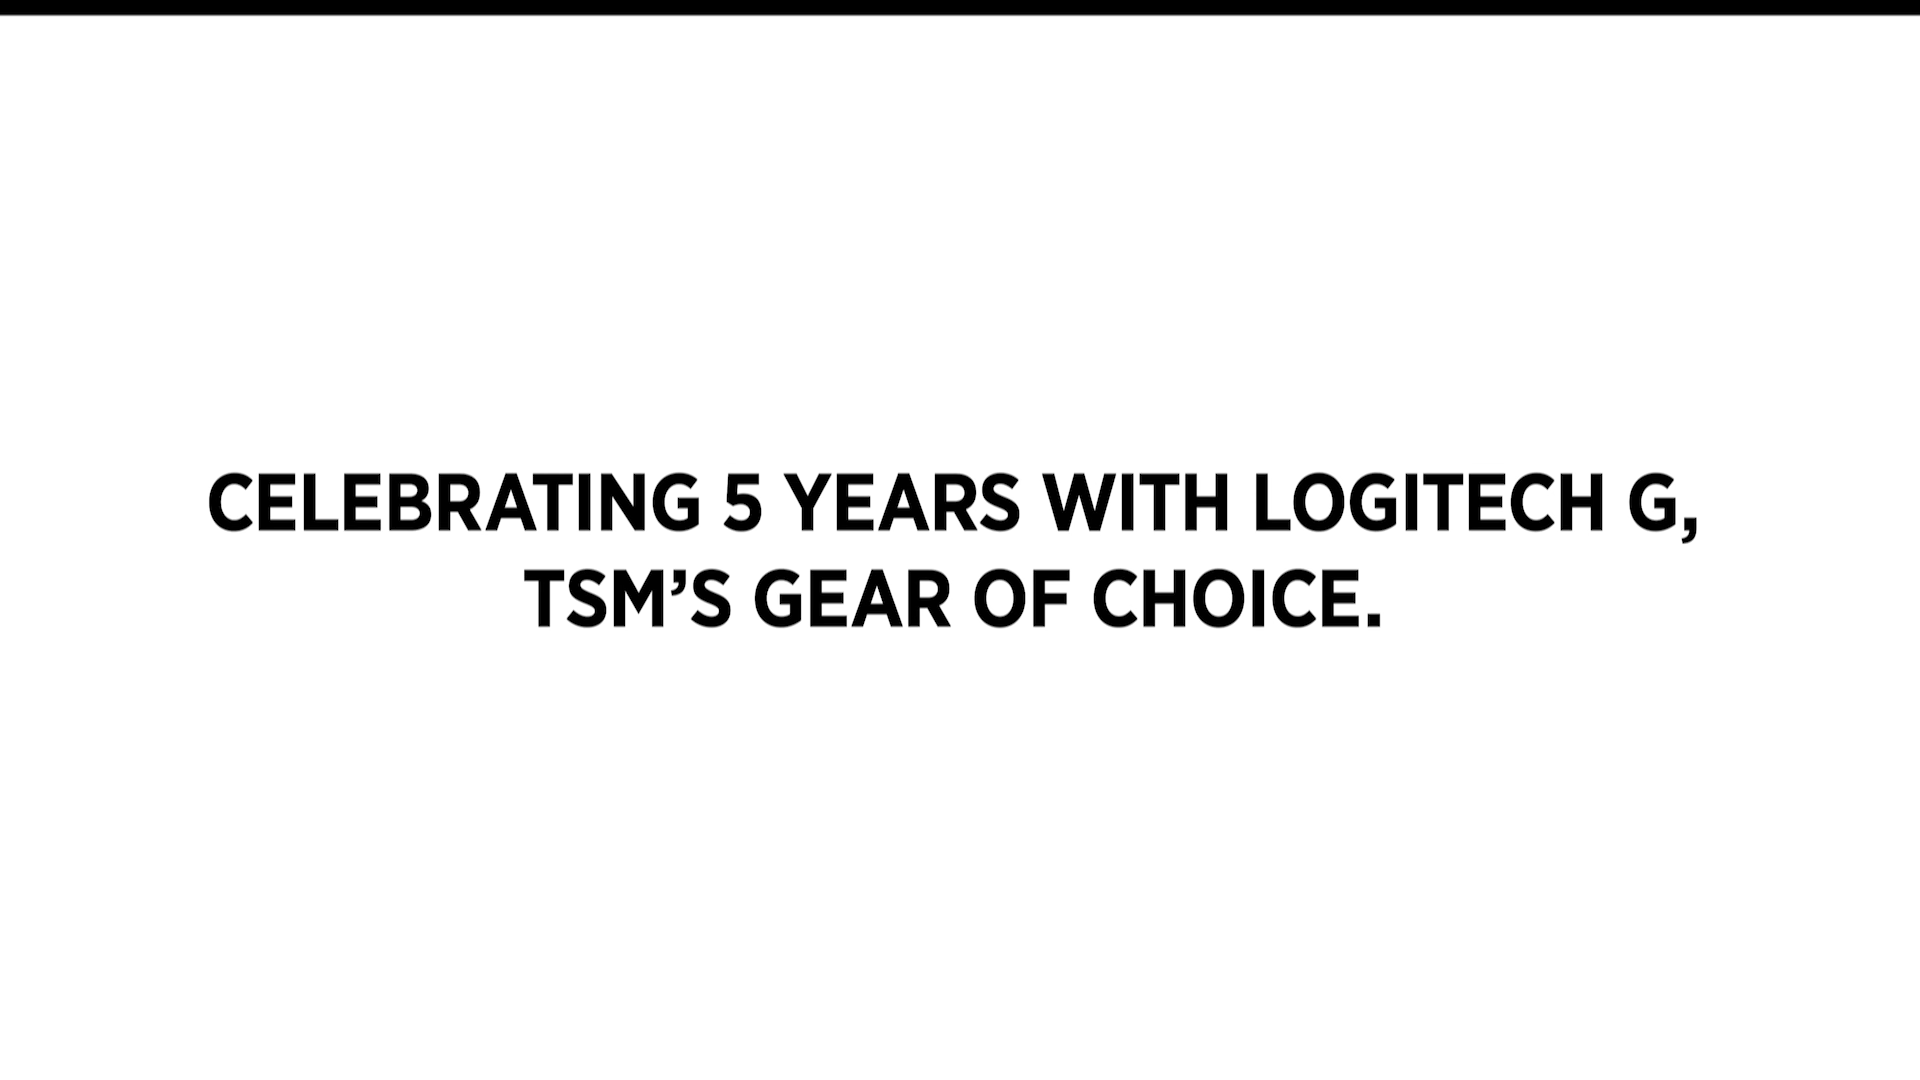 CELEBRATING 5 YEARS WITH LOGITECH G,
TSM’S GEAR OF CHOICE.